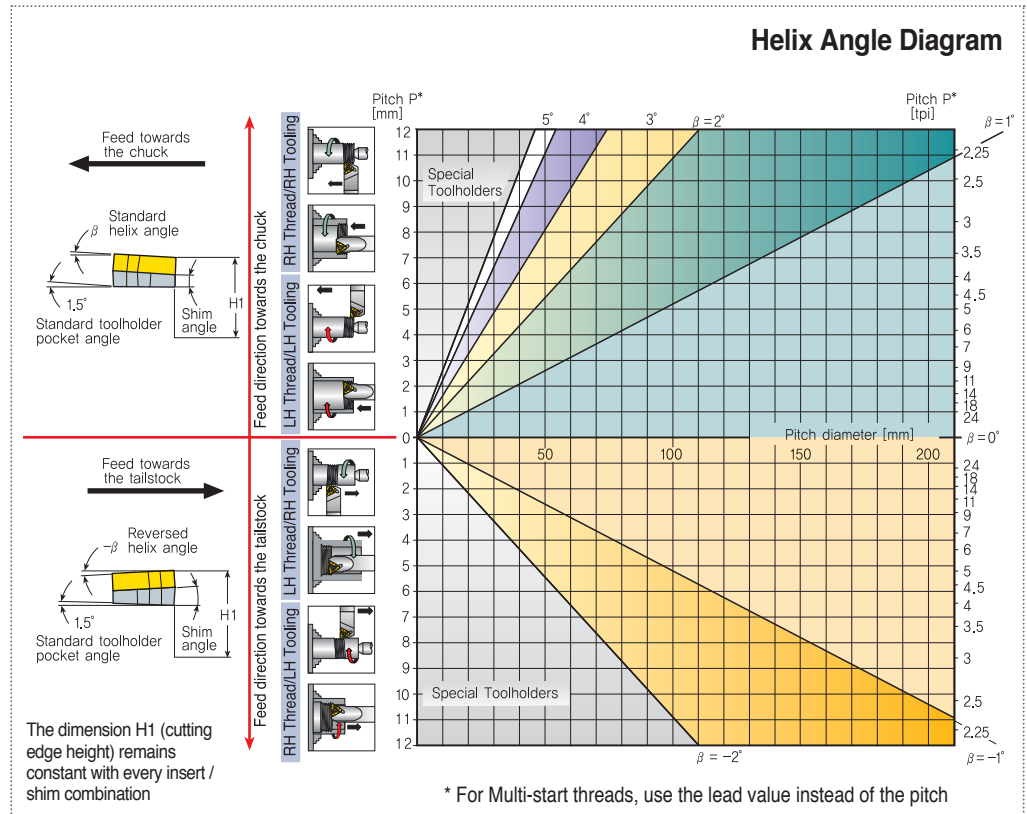 Helix Angle Diagram
Feed towards
the chuck
Standard
helix angle
β
1.5°
H1
Shim
angle
Standard toolholder
pocket angle
Feed direction towards the chuck
RH Thread/RH Tooling
LH Thread/LH Tooling
Pitch P*
[mm]
5°
4°
3°
β=2°
Pitch P*
[tpi]
β=1°
12
11
10
9
8
7
6
5
4
3
2
1
0
Special
Toolholders
2,25
2,5
3
3,5
4
4,5
5
6
7
9
11
14
18
24
Pitch diameter [mm]
β=0°
50
100
150
200
Feed towards
the tailstock
Reversed
helix angle
-β
1.5°
H1
Shim
angle
Standard toolholder
pocket angle
Feed direction towards the tailstock
LH Thread/RH Tooling
RH Thread/LH Tooling
1
2
3
4
5
6
7
8
9
10
11
12
Special Toolholders
24
18
14
11
9
7
6
5
4.5
4
3.5
3
2,5
2,25
β=-1°
β=-2°
The dimension H1 (cutting
edge height) remains
constant with every insert /
shim combination
* For Multi-start threads, use the lead value instead of the pitch